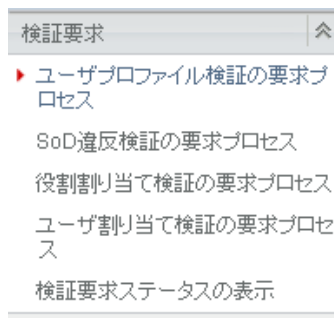 検証要求
ユーザプロファイル検証の要求プ
ロセス
SoD違反検証の要求プロセス
役割割り当て検証の要求プロセス
ユーザ割り当て検証の要求プロセ
ス
検証要求ステータスの表示